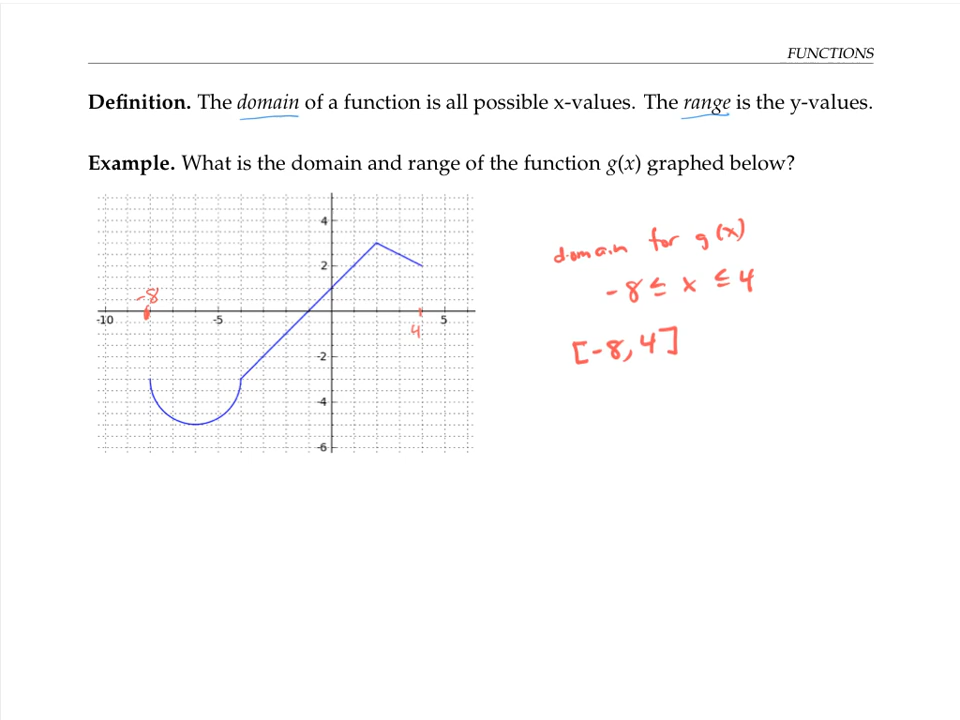 FUNCTIONS
Definition. The domain of a function is all possible x-values. The range is the y-values.
Example. What is the domain and range of the function g(x) graphed below?
4
2
-10
-5
5
-2
-4
-6
-8
4
domain for g(x)
-8 ≤ x ≤ 4
[-8, 4]